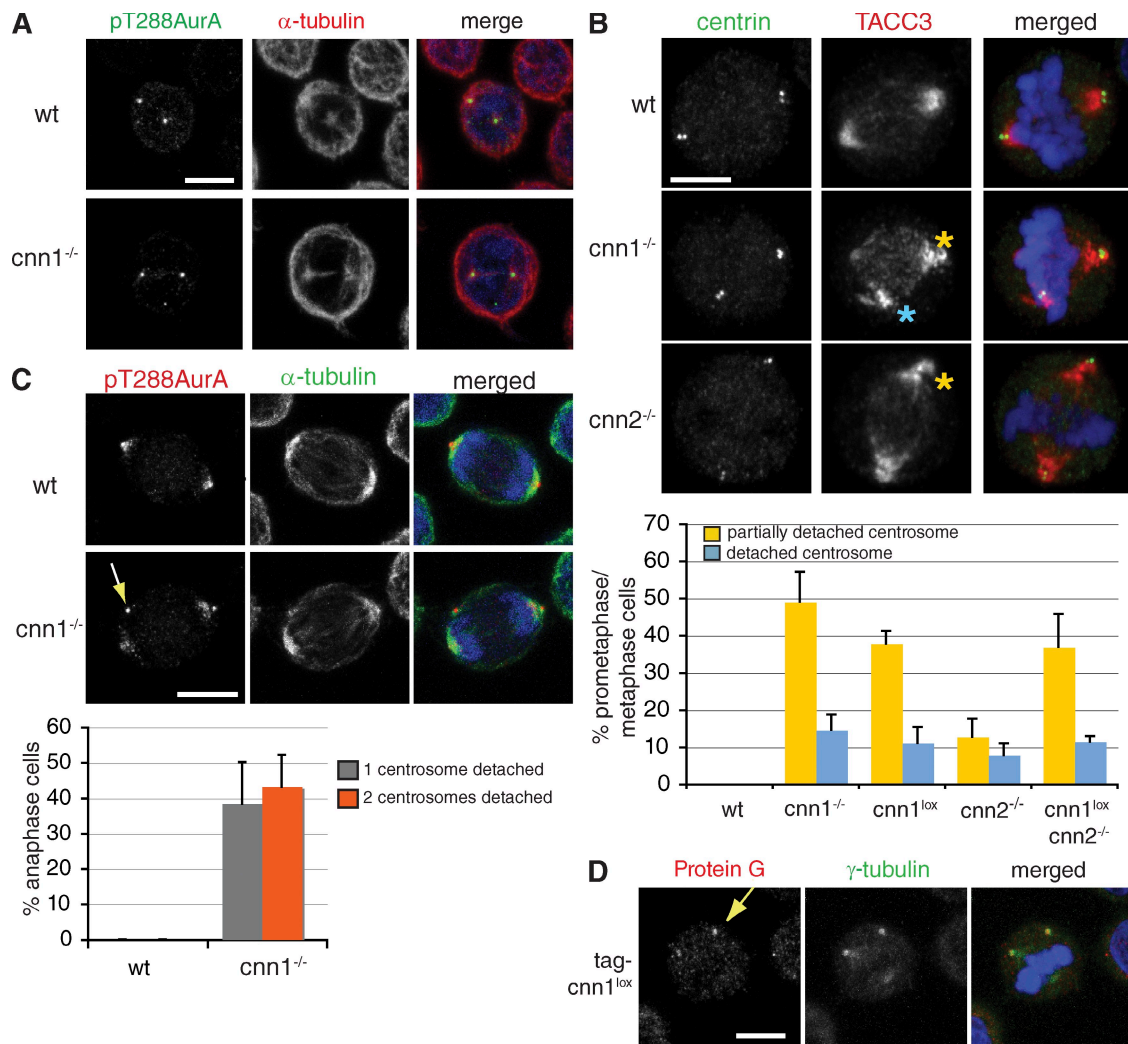 A
pT288AurA
α-tubulin
merge
wt
cnn1-/-
B
centrin
TACC3
merged
wt
cnn1-/-
*
*
cnn2-/-
*
C
pT288AurA
α-tubulin
merged
wt
cnn1-/-
% anaphase cells
60
50
40
30
20
10
0
wt
cnn1-/-
1 centrosome detached
2 centrosomes detached
% prometaphase/
metaphase cells
70
60
50
40
30
20
10
0
partially detached centrosome
detached centrosome
wt
cnn1-/-
cnn1lox
cnn2-/-
cnn1lox
cnn2-/-
D
Protein G
γ-tubulin
merged
tag-
cnn1lox